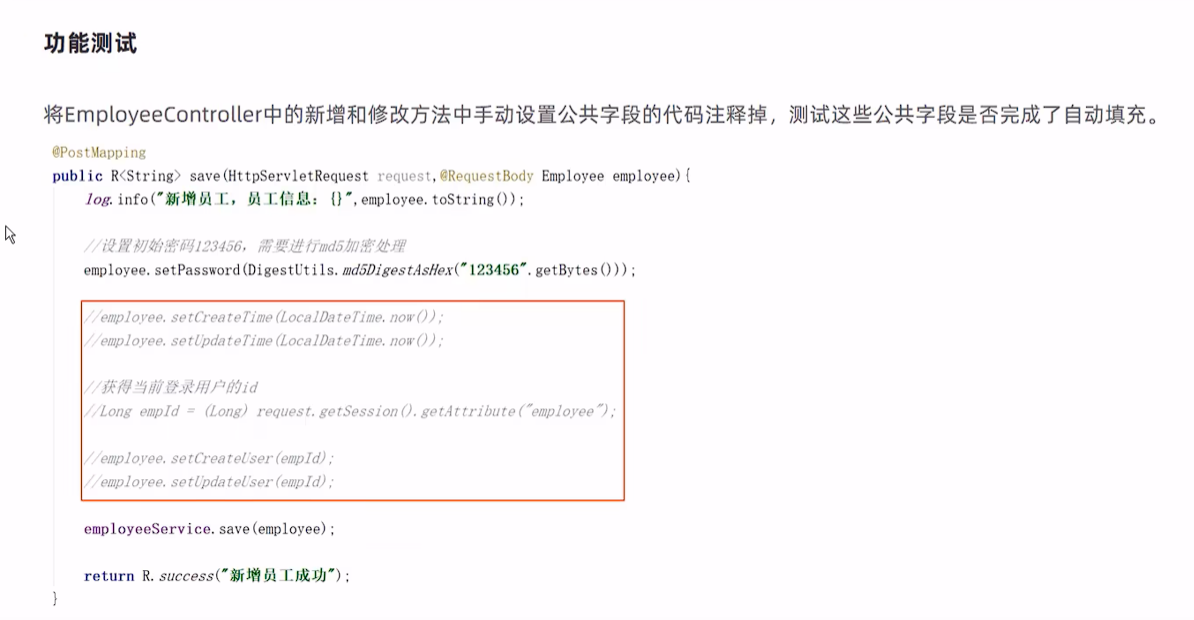 功能测试
将EmployeeController中的新增和修改方法中手动设置公共字段的代码注释掉，测试这些公共字段是否完成了自动填充。
@PostMapping
public R<String> save(HttpServletRequest request,@RequestBody Employee employee){
log.info("新增员工，员工信息：{}",employee.toString());
//设置初始密码123456，需要进行md5加密处理
employee.setPassword(DigestUtils.md5DigestAsHex("123456".getBytes()));
//employee.setCreateTime(LocalDateTime.now());
//employee.setUpdateTime(LocalDateTime.now());
//获得当前登录用户的id
//Long empId = (Long) request.getSession().getAttribute("employee");
//employee.setCreateUser(empId);
//employee.setUpdateUser(empId);
employeeService.save(employee);
return R.success("新增员工成功");
}